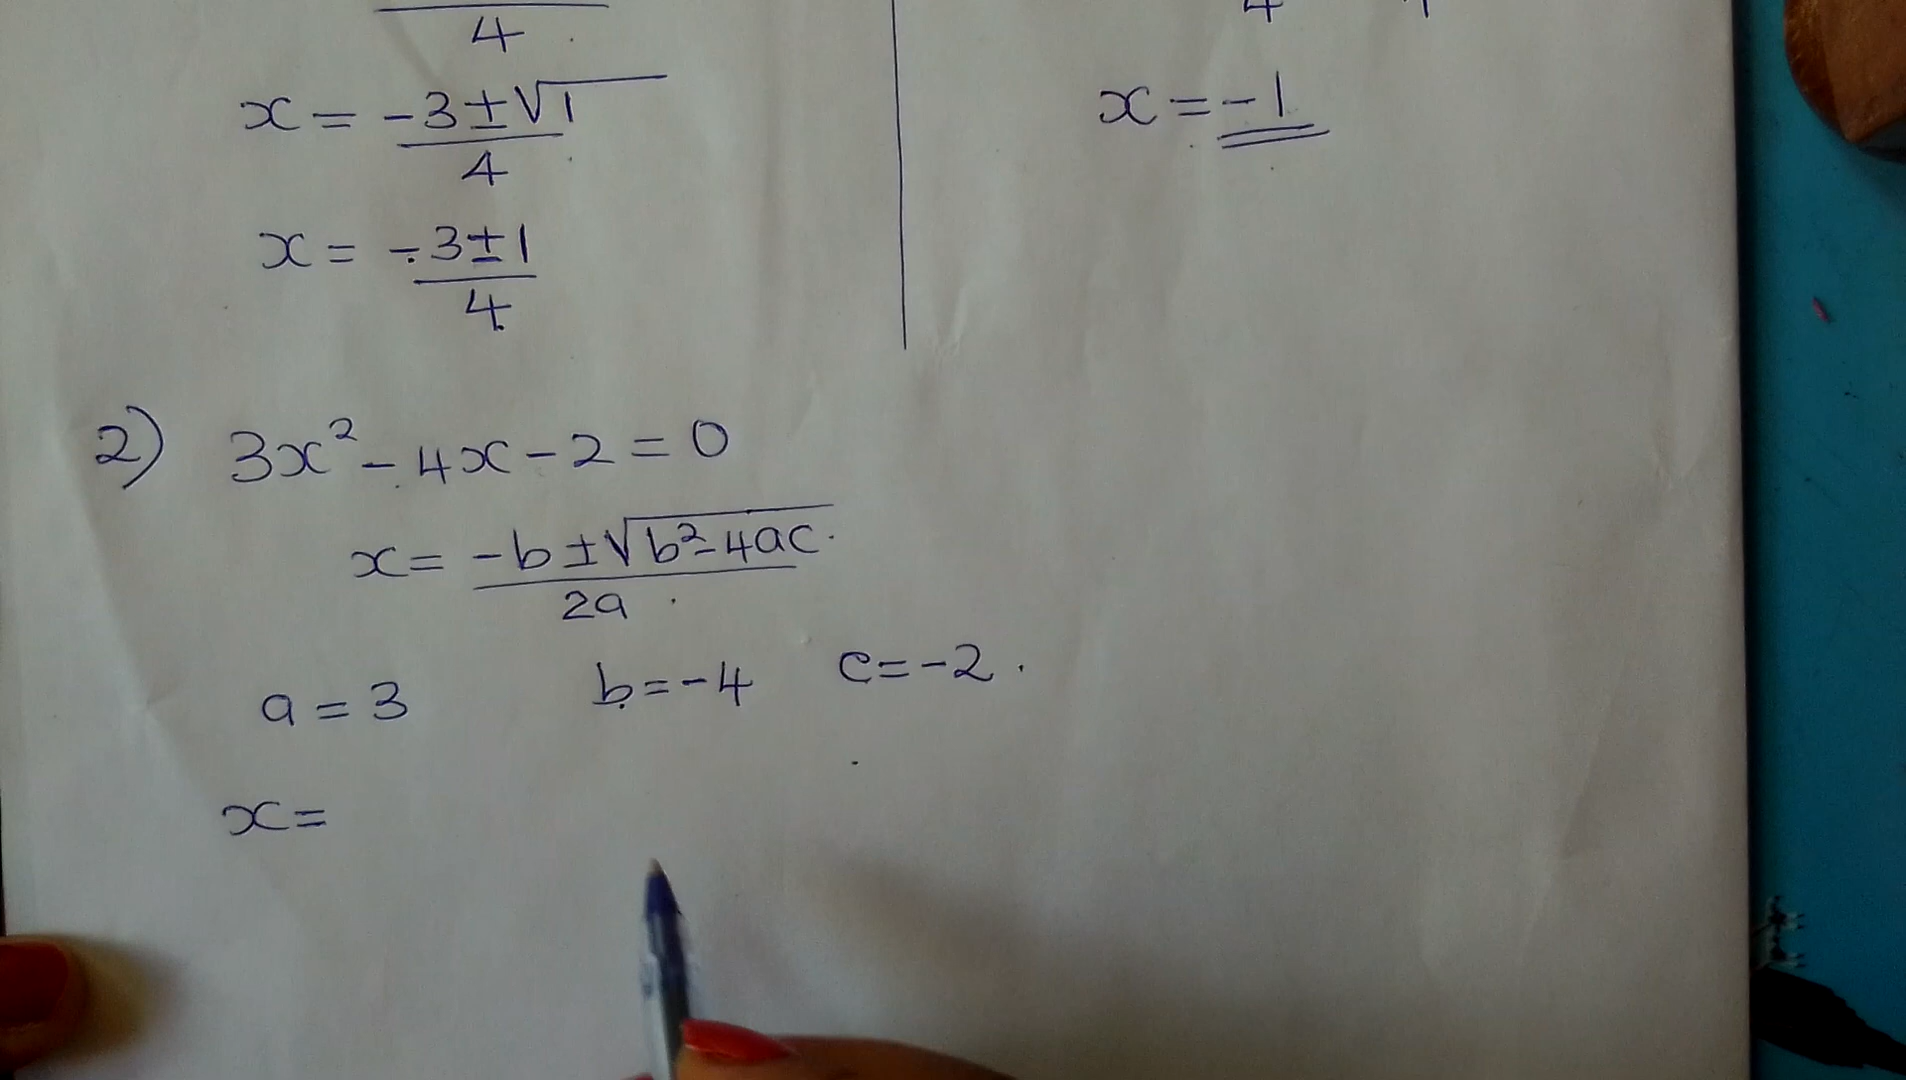 4
x = -3 ± √1
4
x = -3 ± 1
4
x = -1
2) 3x² - 4x - 2 = 0
x = -b ± √b² - 4ac
2a
a = 3 b = -4 c = -2
x =